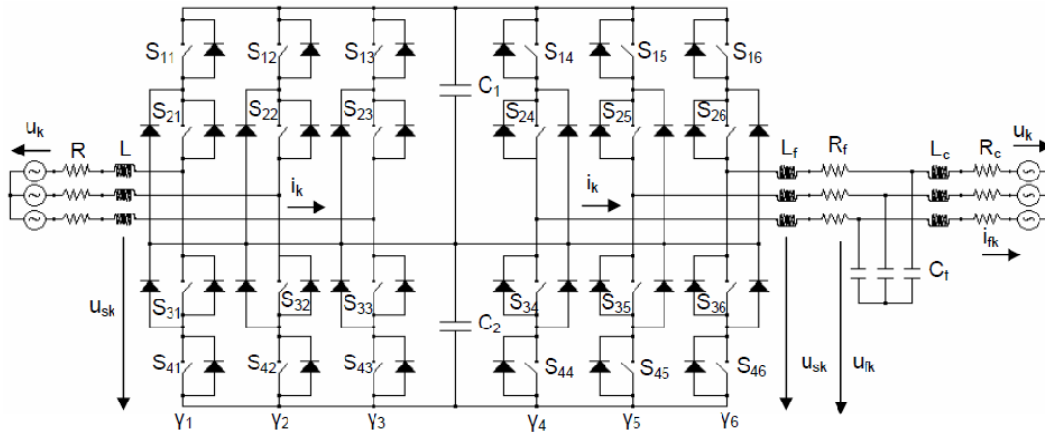 S11 S12 S13 S14 S15 S16
C1
S21 S22 S23 S24 S25 S26
uk R L Lf Rf Lc Rc uk
ik ik
ifk
Cf
S31 S32 S33 S34 S35 S36
usk C2 usk ufk
S41 S42 S43 S44 S45 S46
γ1 γ2 γ3 γ4 γ5 γ6